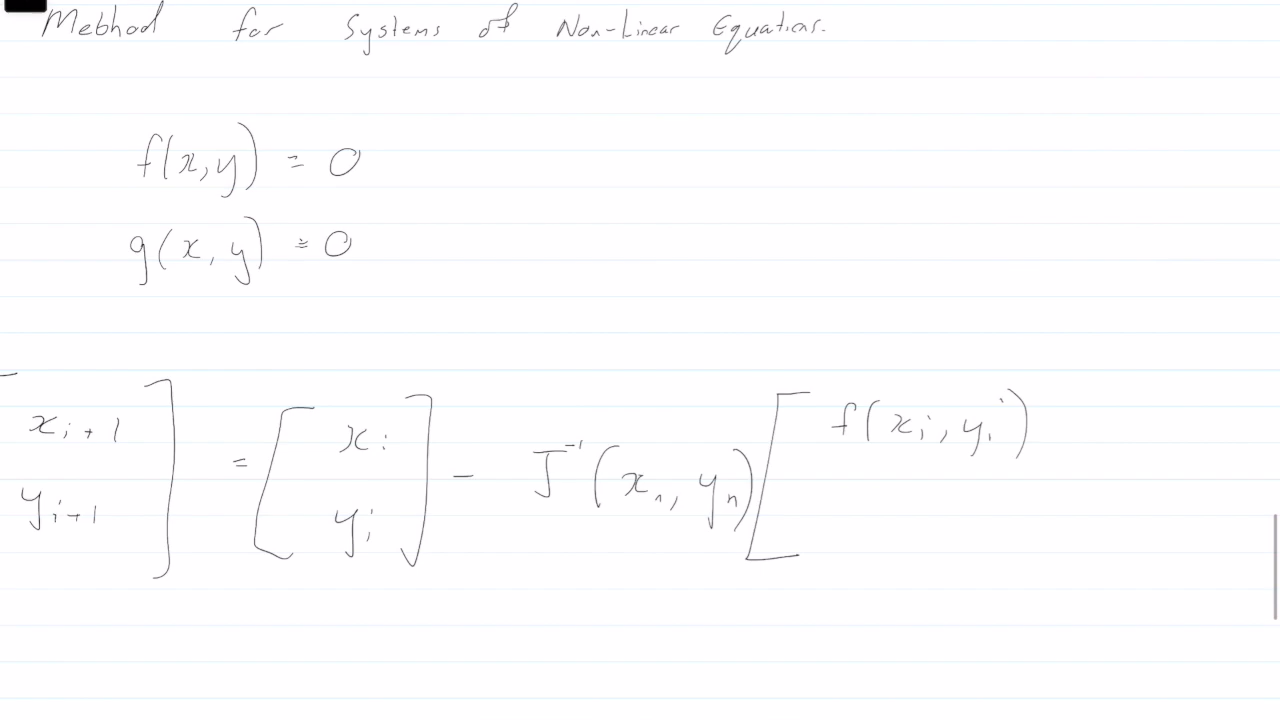 Method for Systems of Non-Linear Equations.
f(x,y) = 0
g(x,y) = 0
[x_{i+1} y_{i+1}] = [x_i y_i] - J^{-1}(x_n, y_n) [f(x_i, y_i)